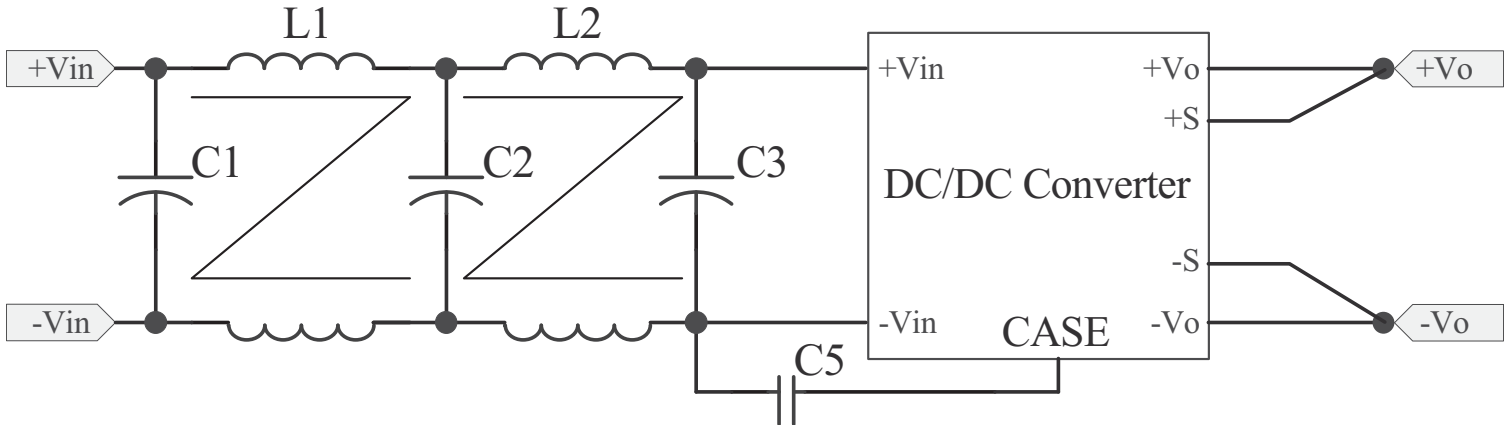 L1
L2
+Vin
+Vin
+Vo
+Vo
+S
C1
C2
C3
DC/DC Converter
-S
-Vin
-Vin
CASE
-Vo
-Vo
C5